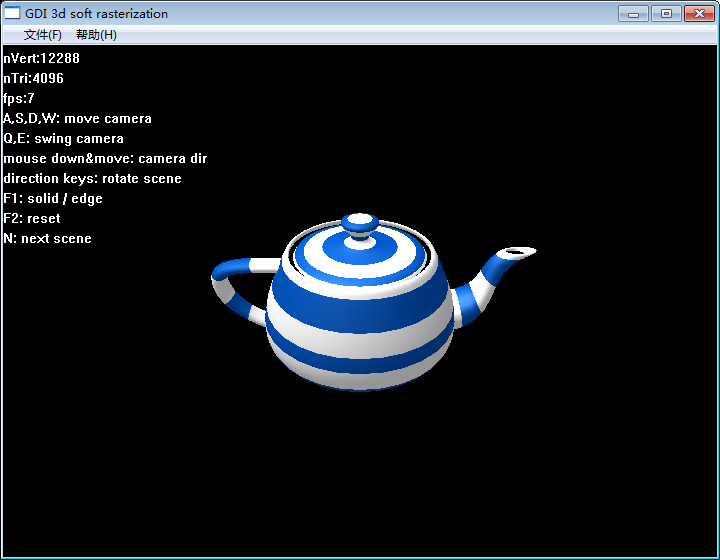 GDI 3d soft rasterization
文件(F) 帮助(H)
nVert:12288
nTri:4096
fps:7
A,S,D,W: move camera
Q,E: swing camera
mouse down&move: camera dir
direction keys: rotate scene
F1: solid / edge
F2: reset
N: next scene